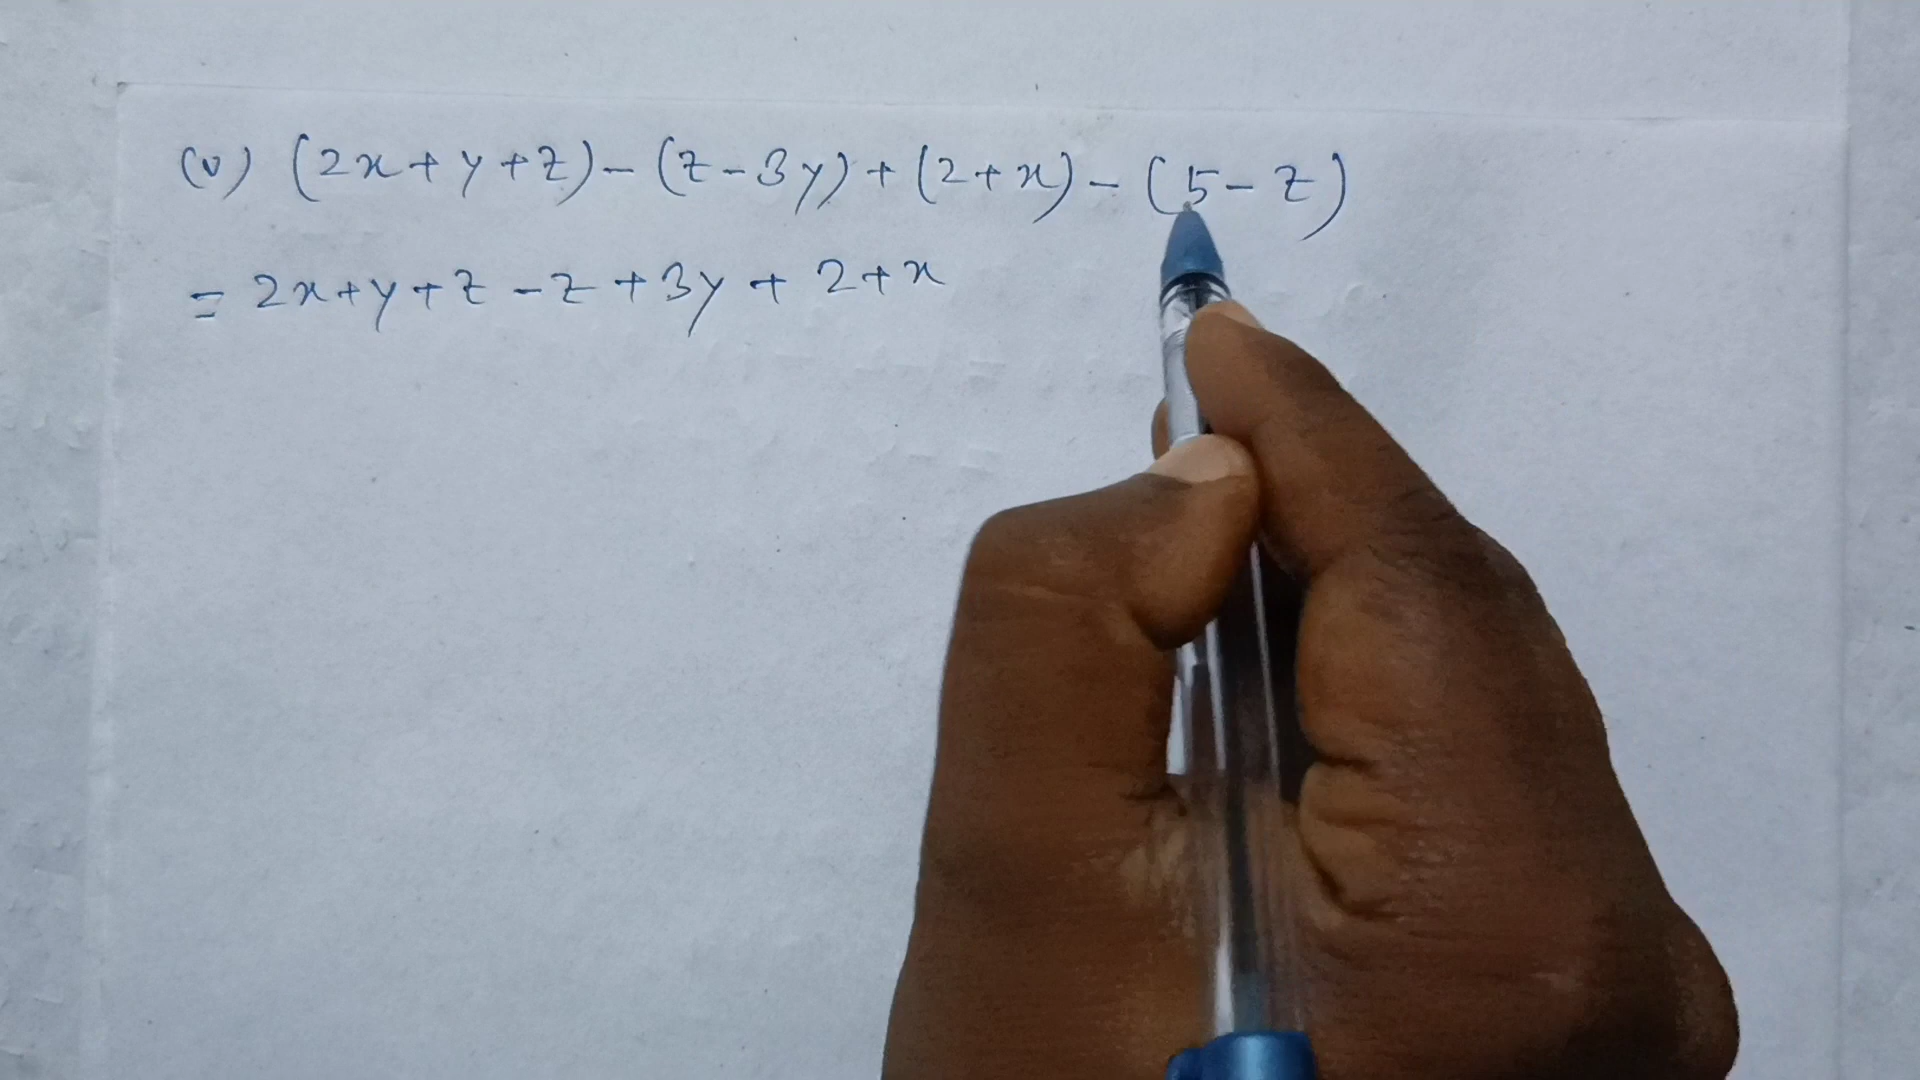 (v) (2x+y+z)-(z-3y)+(2+x)-(5-z)
= 2x+y+z-z+3y+2+x